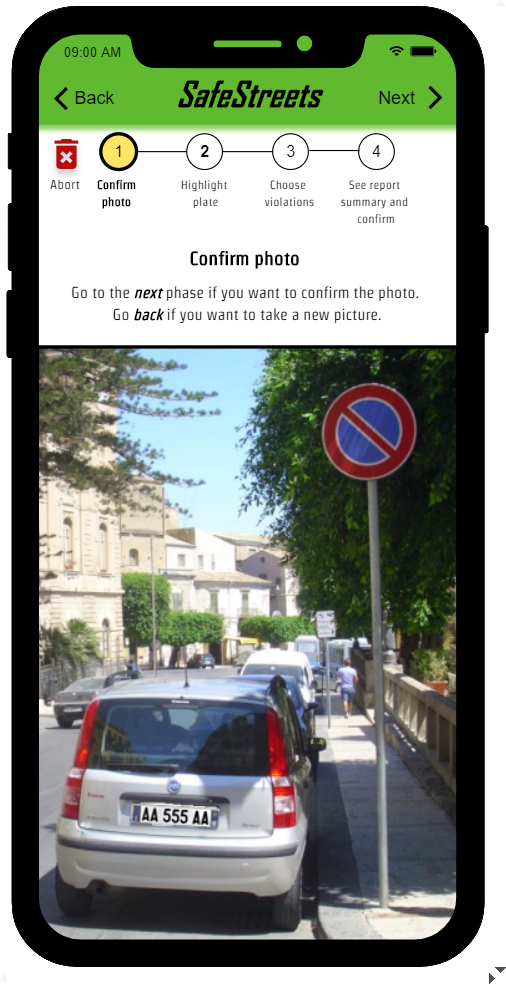 09:00 AM
Back
SafeStreets
Next
1
2
3
4
Abort
Confirm
photo
Highlight
plate
Choose
violations
See report
summary and
confirm
Confirm photo
Go to the next phase if you want to confirm the photo.
Go back if you want to take a new picture.
AA 555 AA